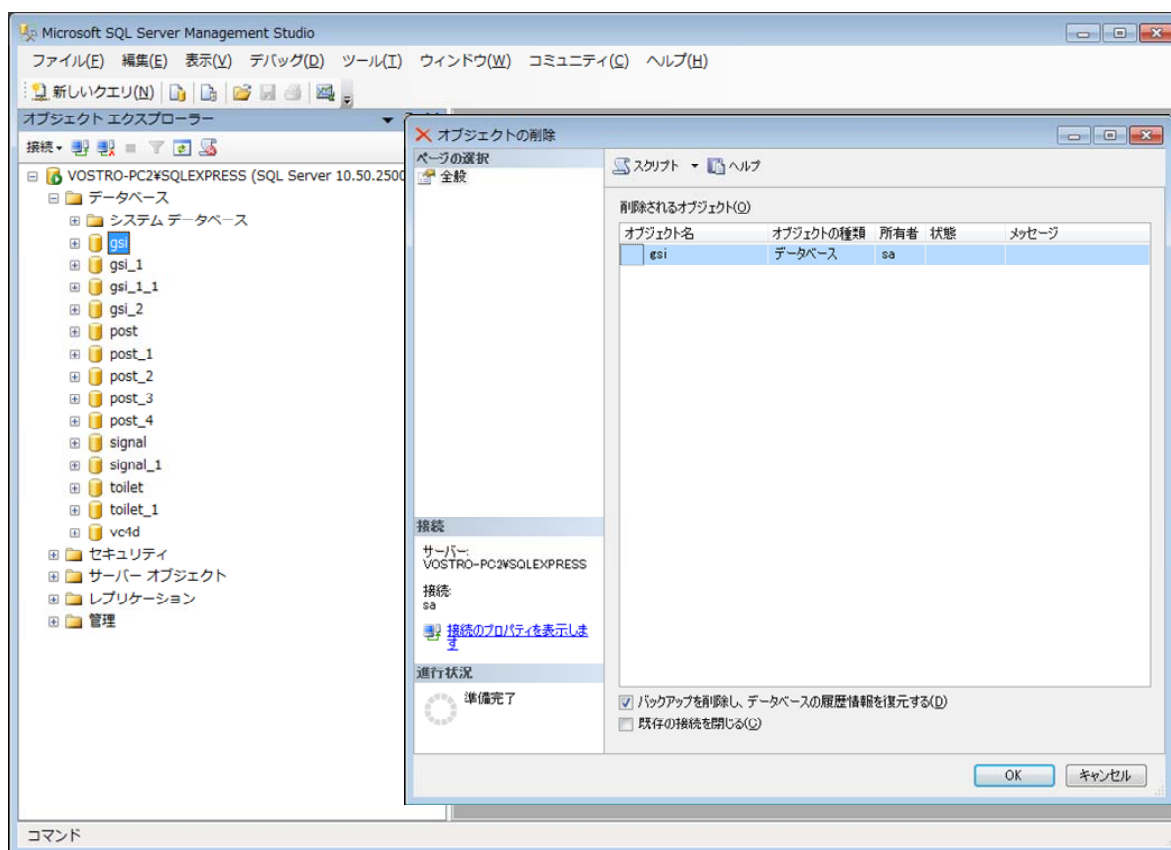 Microsoft SQL Server Management Studio
ファイル(F) 編集(E) 表示(V) デバッグ(D) ツール(T) ウィンドウ(W) コミュニティ(C) ヘルプ(H)
新しいクエリ(N)
オブジェクト エクスプローラー
接続
VOSTRO-PC2¥SQLEXPRESS (SQL Server 10.50.2500
データベース
システム データベース
gsi
gsi_1
gsi_1_1
gsi_2
post
post_1
post_2
post_3
post_4
signal
signal_1
toilet
toilet_1
vc4d
セキュリティ
サーバー オブジェクト
レプリケーション
管理
オブジェクトの削除
ページの選択
全般
接続
サーバー:
VOSTRO-PC2¥SQLEXPRESS
接続:
sa
接続のプロパティを表示しま
す
進行状況
準備完了
スクリプト ヘルプ
削除されるオブジェクト(O)
オブジェクト名 オブジェクトの種類 所有者 状態 メッセージ
gsi データベース sa
バックアップを削除し、データベースの履歴情報を復元する(D)
既存の接続を閉じる(C)
OK キャンセル
コマンド